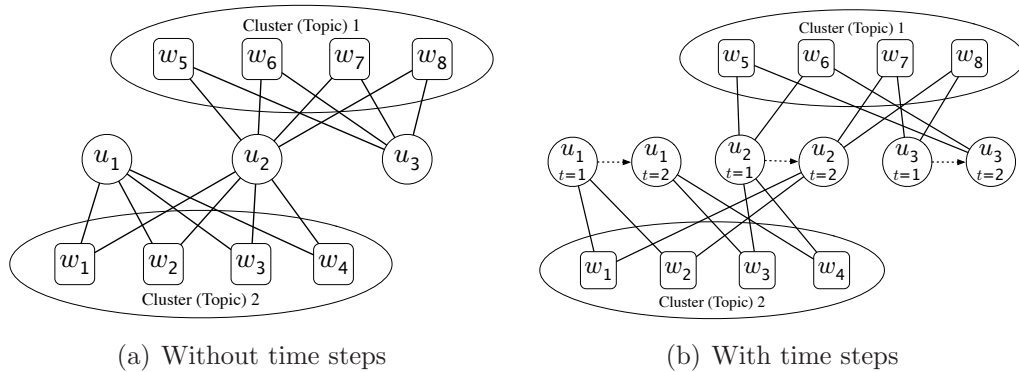 Cluster (Topic) 1
w5 w6 w7 w8
u1 u2 u3
w1 w2 w3 w4
Cluster (Topic) 2
(a) Without time steps
Cluster (Topic) 1
w5 w6 w7 w8
u1 u1 u2 u2 u3 u3
t=1 t=2 t=1 t=2 t=1 t=2
w1 w2 w3 w4
Cluster (Topic) 2
(b) With time steps